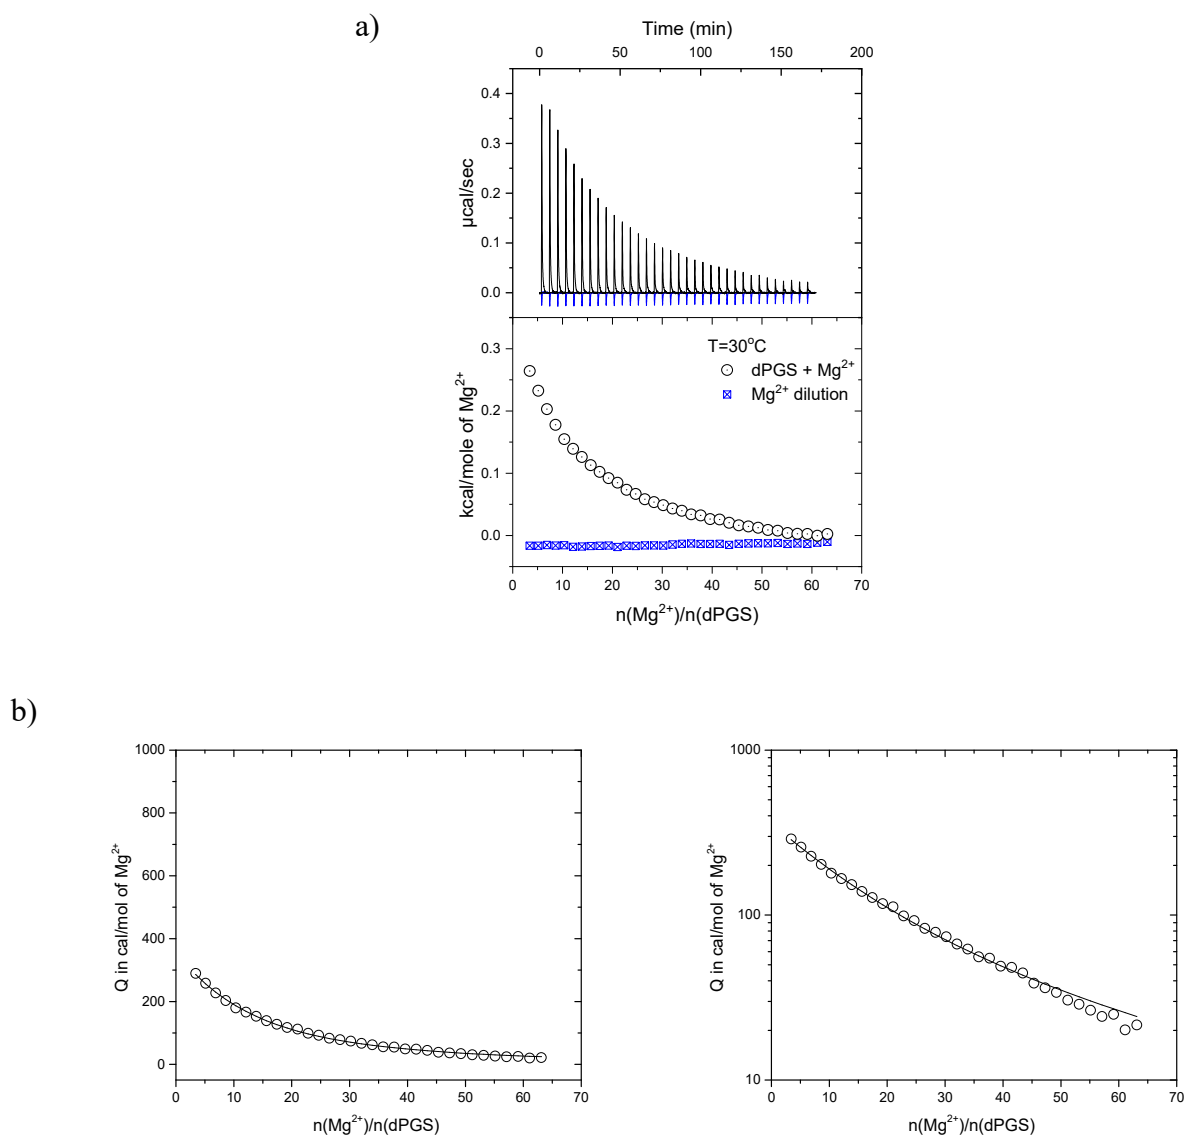 a)
Time (min)
0 50 100 150 200
0.4
0.3
0.2
0.1
0.0
µcal/sec
T=30°C
dPGS + Mg²⁺
Mg²⁺ dilution
0.3
0.2
0.1
0.0
kcal/mole of Mg²⁺
0 10 20 30 40 50 60 70
n(Mg²⁺)/n(dPGS)
b)
1000
800
600
400
200
0
Q in cal/mol of Mg²⁺
0 10 20 30 40 50 60 70
n(Mg²⁺)/n(dPGS)
1000
100
10
Q in cal/mol of Mg²⁺
0 10 20 30 40 50 60 70
n(Mg²⁺)/n(dPGS)